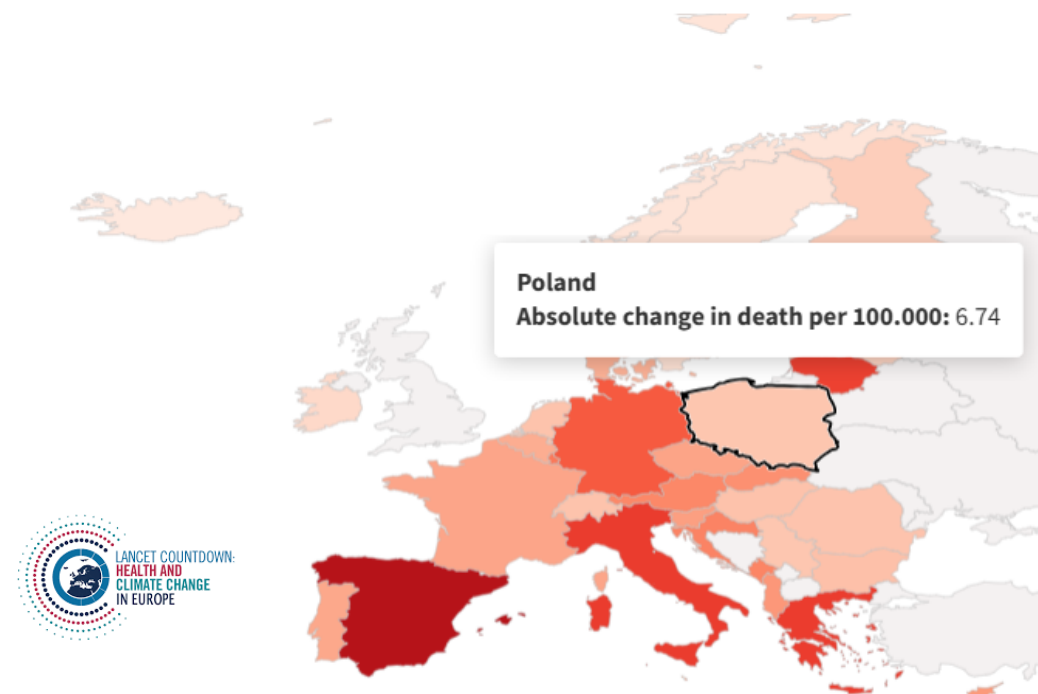 Poland
Absolute change in death per 100.000: 6.74
LANCET COUNTDOWN:
HEALTH AND
CLIMATE CHANGE
IN EUROPE